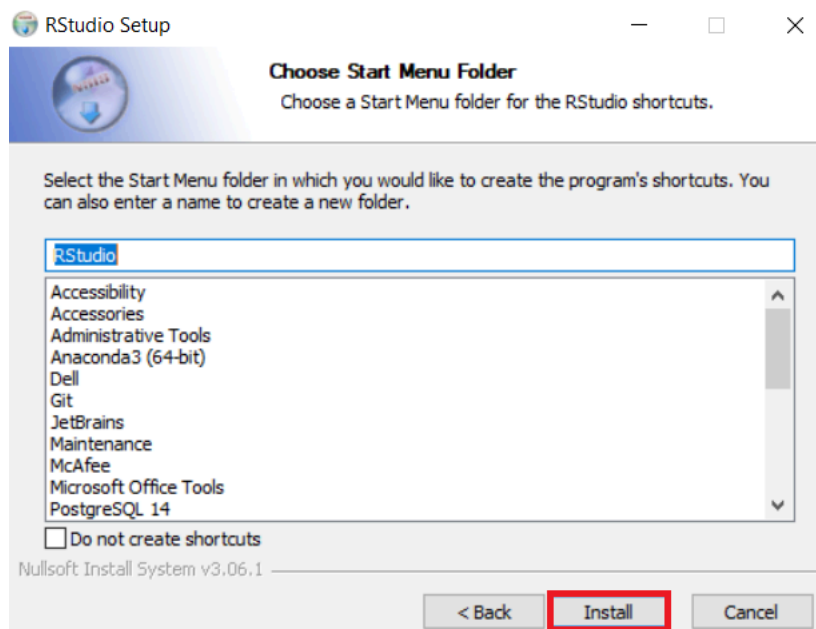 RStudio Setup
Choose Start Menu Folder
Choose a Start Menu folder for the RStudio shortcuts.
Select the Start Menu folder in which you would like to create the program's shortcuts. You
can also enter a name to create a new folder.
RStudio
Accessibility
Accessories
Administrative Tools
Anaconda3 (64-bit)
Dell
Git
JetBrains
Maintenance
McAfee
Microsoft Office Tools
PostgreSQL 14
Do not create shortcuts
Nullsoft Install System v3.06.1
< Back Install Cancel